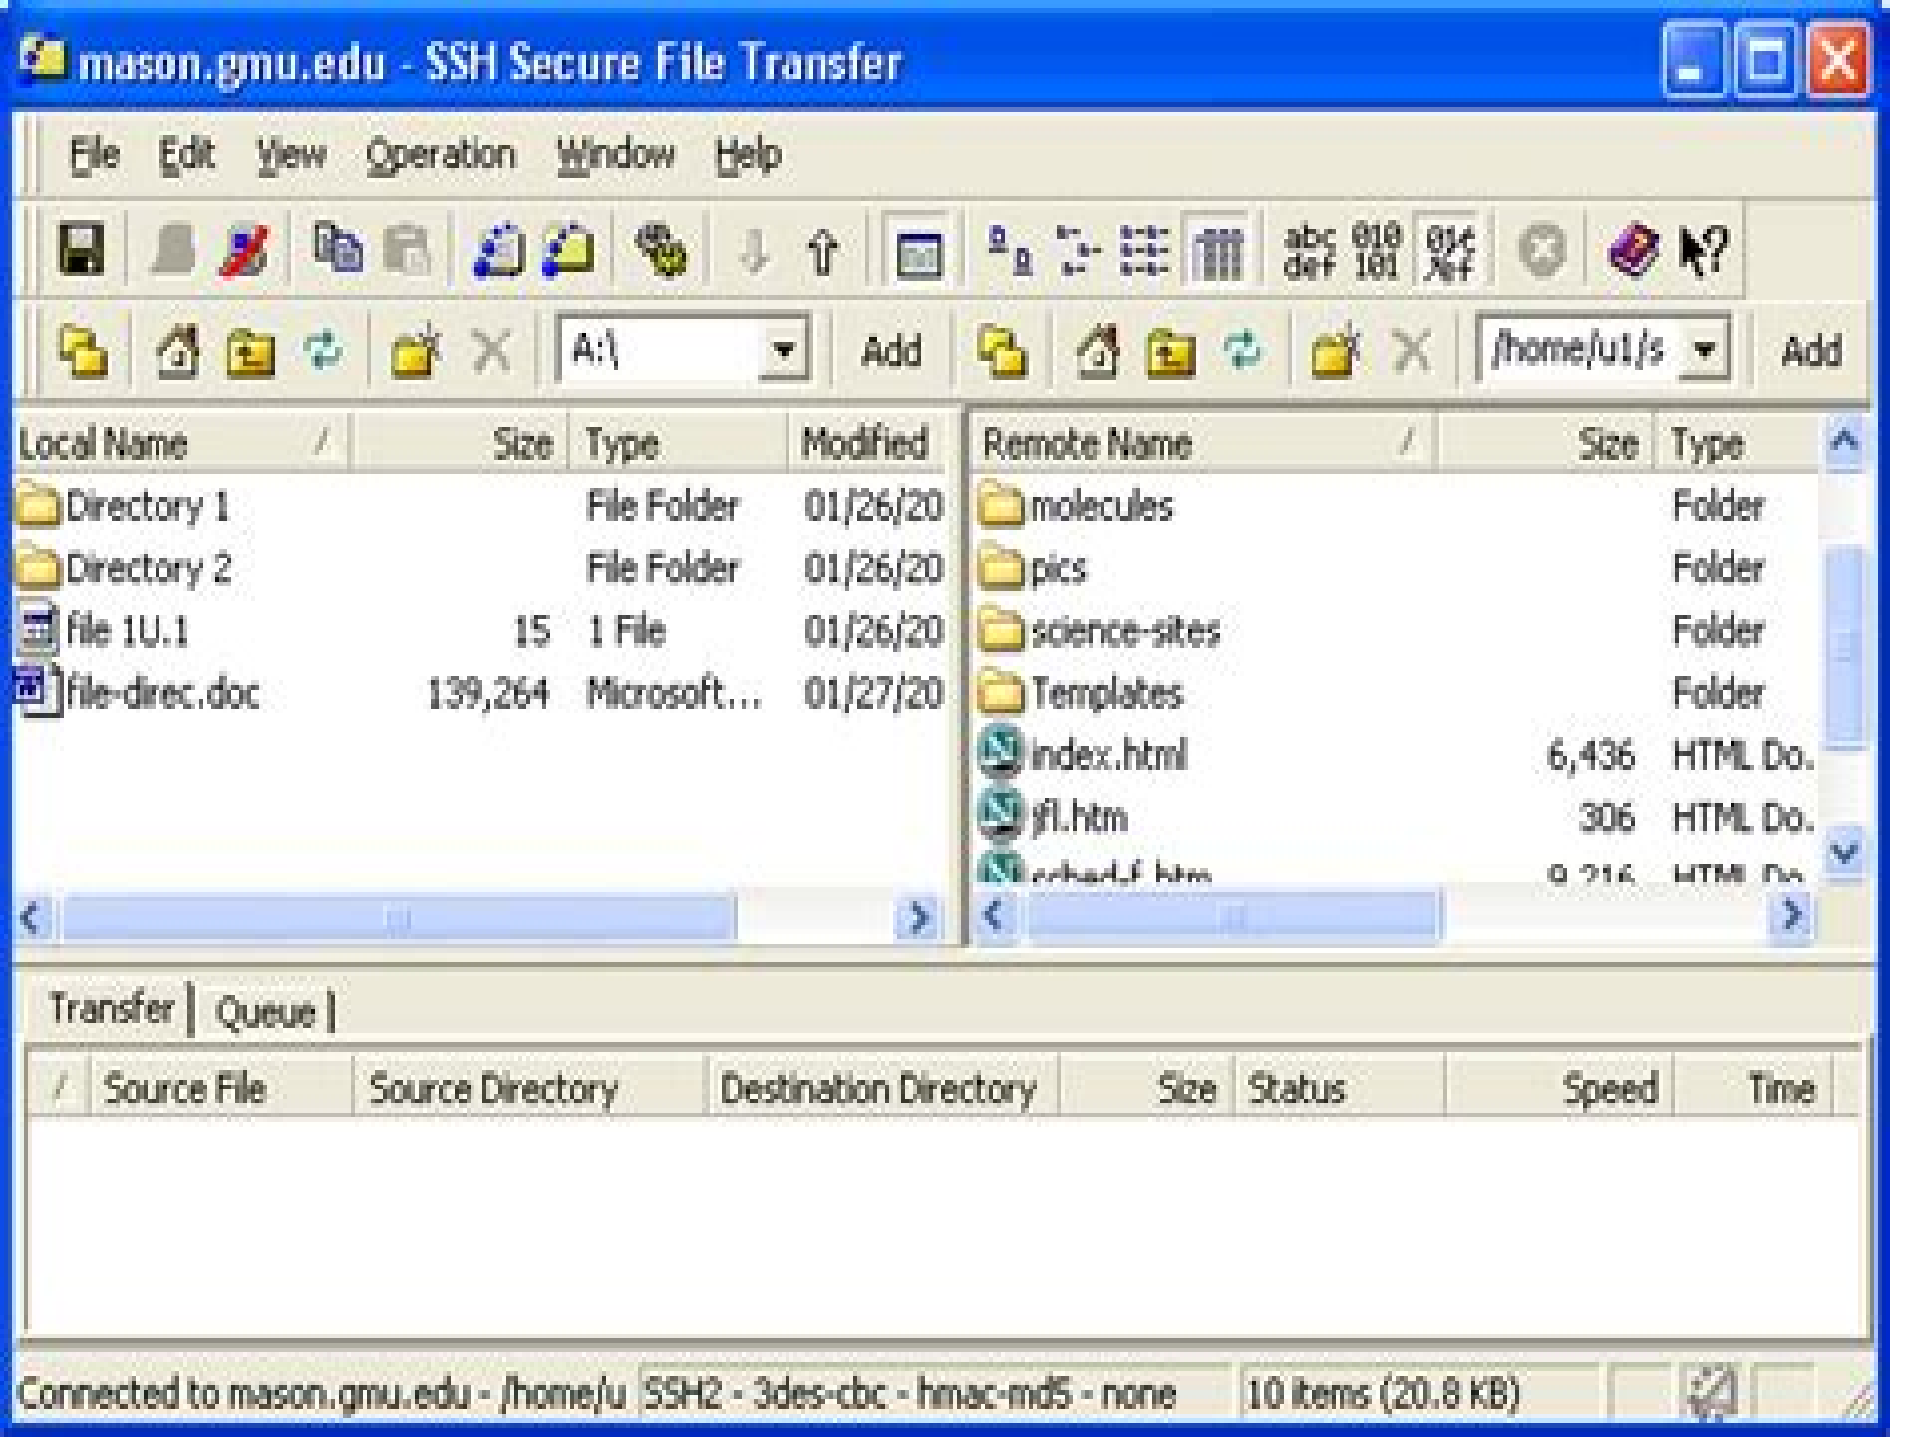 mason.gmu.edu - SSH Secure File Transfer
File Edit View Operation Window Help
abc def 010 101
A:\ Add /home/u1/s Add
Local Name Size Type Modified Remote Name Size Type
Directory 1 File Folder 01/26/20 molecules Folder
Directory 2 File Folder 01/26/20 pics Folder
file 1U.1 15 1 File 01/26/20 science-sites Folder
file-direc.doc 139,264 Microsoft... 01/27/20 Templates Folder
index.html 6,436 HTML Do.
jfl.htm 306 HTML Do.
9,216 HTML Do
Transfer Queue
Source File Source Directory Destination Directory Size Status Speed Time
Connected to mason.gmu.edu - /home/u SSH2 - 3des-cbc - hmac-md5 - none 10 items (20.8 KB)